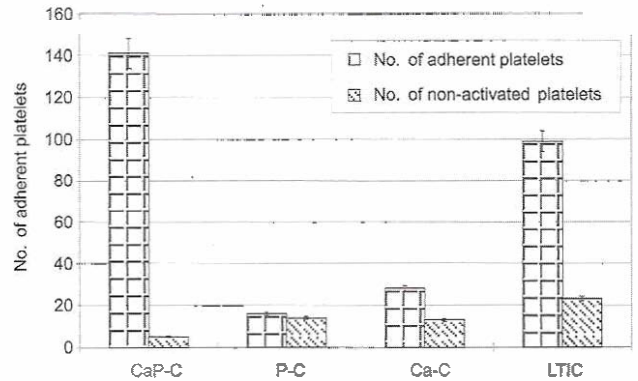 160
140
120
100
80
60
40
20
0
No. of adherent platelets
No. of adherent platelets
No. of non-activated platelets
CaP-C
P-C
Ca-C
LTIC